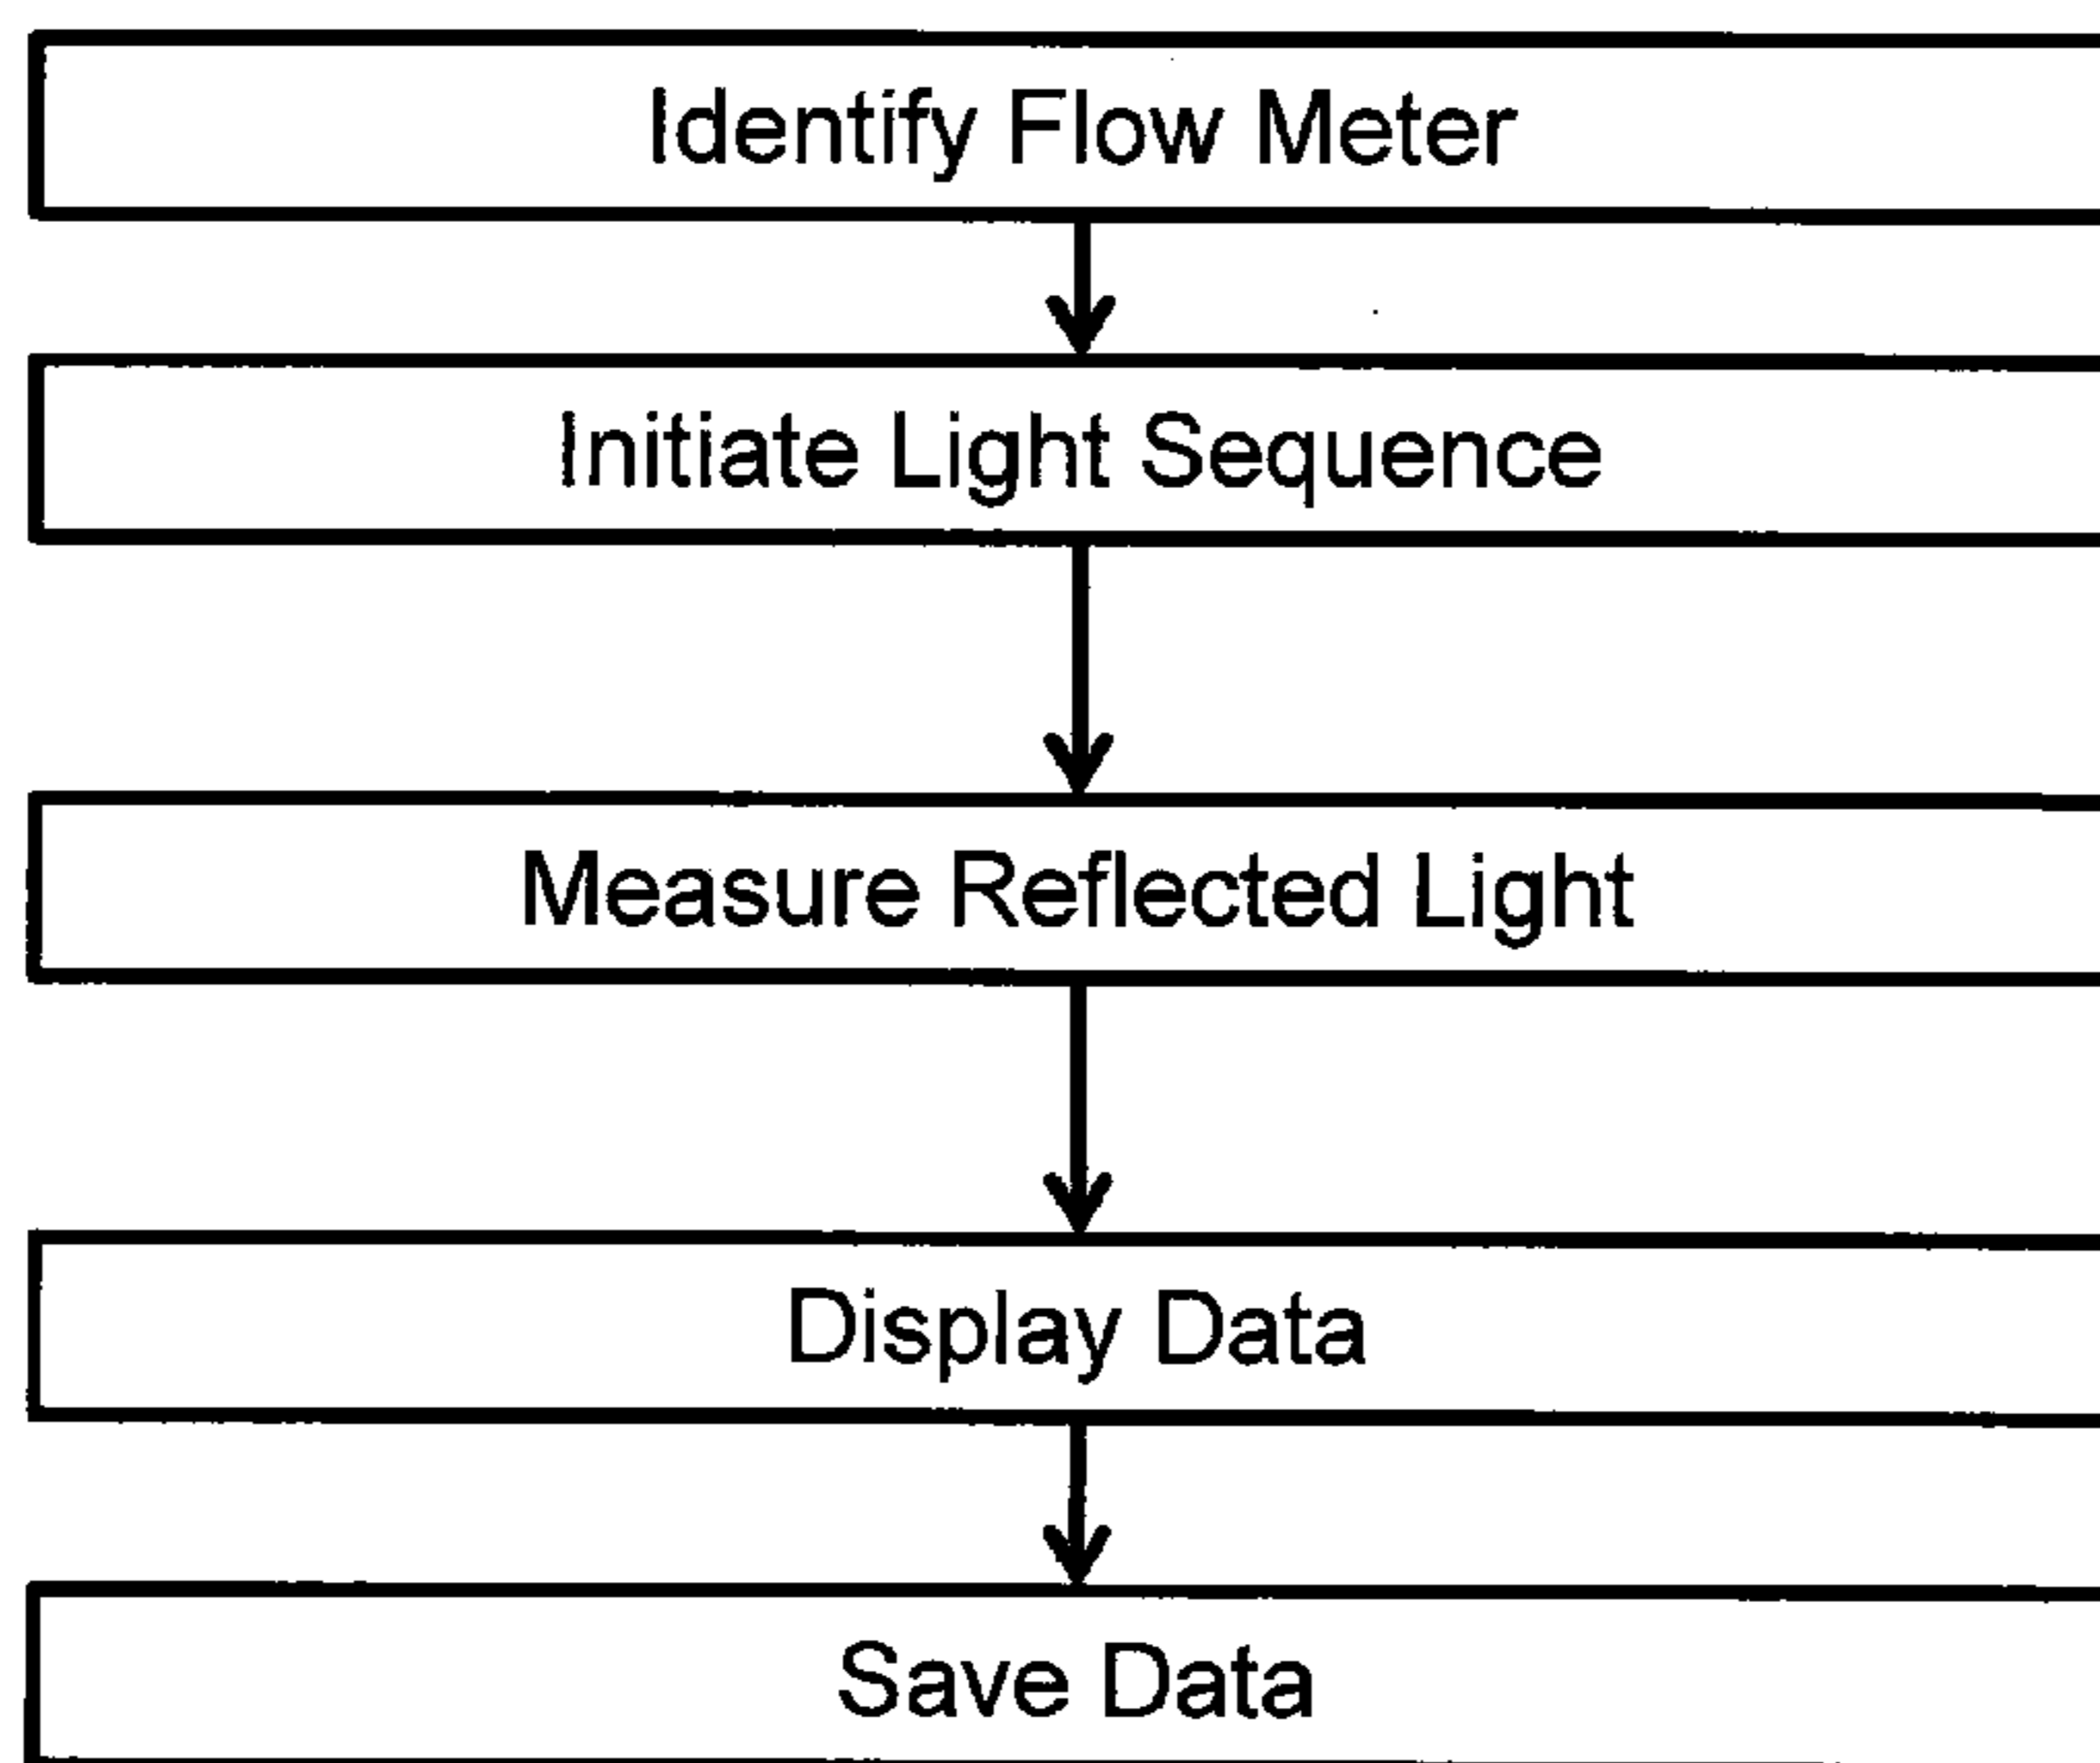 Identify Flow Meter
Initiate Light Sequence
Measure Reflected Light
Display Data
Save Data